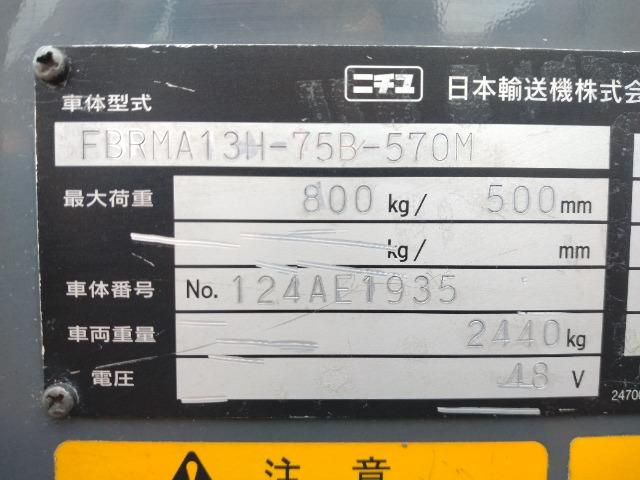 ニチユ 日本輸送機株式会
車体型式
FBRMA13H-75B-570M
最大荷重 800 kg/ 500 mm
kg/ mm
車体番号 No. 124AE1935
車両重量 2440 kg
電圧 48 V
2470
注意